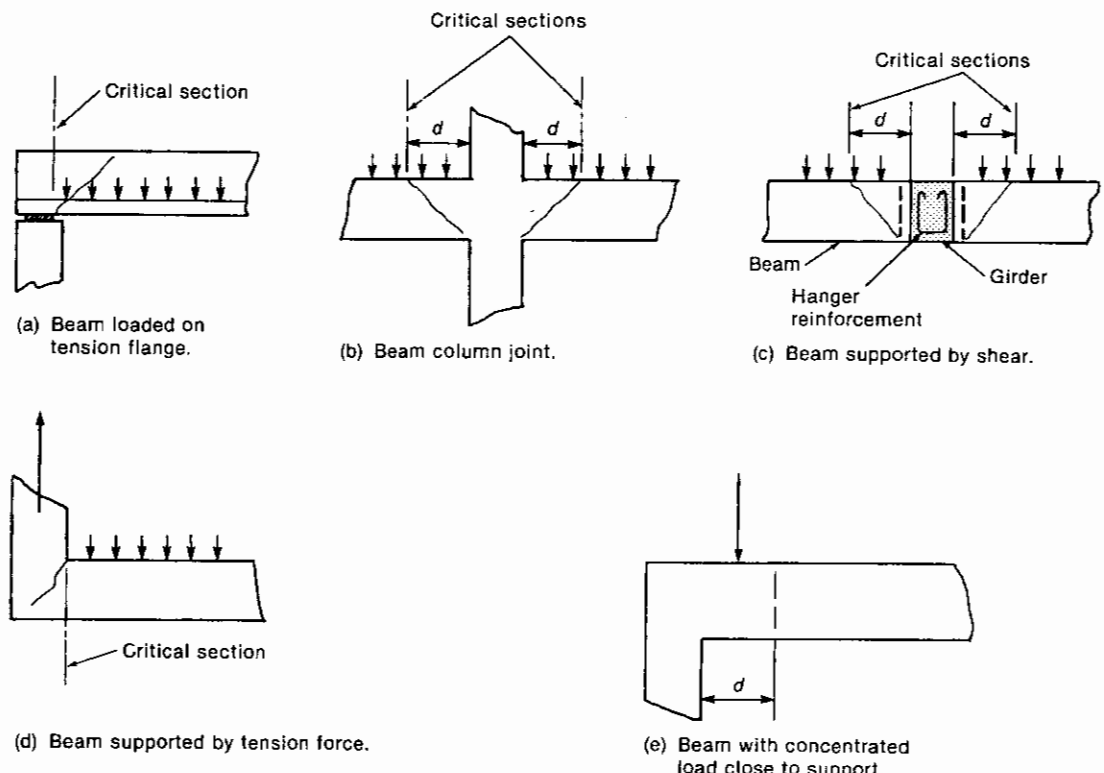 Critical sections
Critical section
d
d
(a) Beam loaded on
tension flange.
(b) Beam column joint.
Critical sections
d
d
Beam
Hanger
reinforcement
Girder
(c) Beam supported by shear.
Critical section
(d) Beam supported by tension force.
d
(e) Beam with concentrated
load close to support